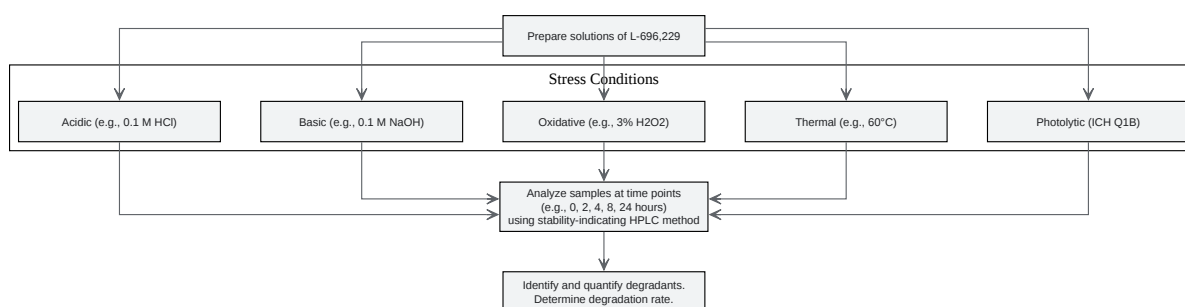 Prepare solutions of L-696,229
Stress Conditions
Acidic (e.g., 0.1 M HCl)
Basic (e.g., 0.1 M NaOH)
Oxidative (e.g., 3% H2O2)
Thermal (e.g., 60°C)
Photolytic (ICH Q1B)
Analyze samples at time points
(e.g., 0, 2, 4, 8, 24 hours)
using stability-indicating HPLC method
Identify and quantify degradants.
Determine degradation rate.